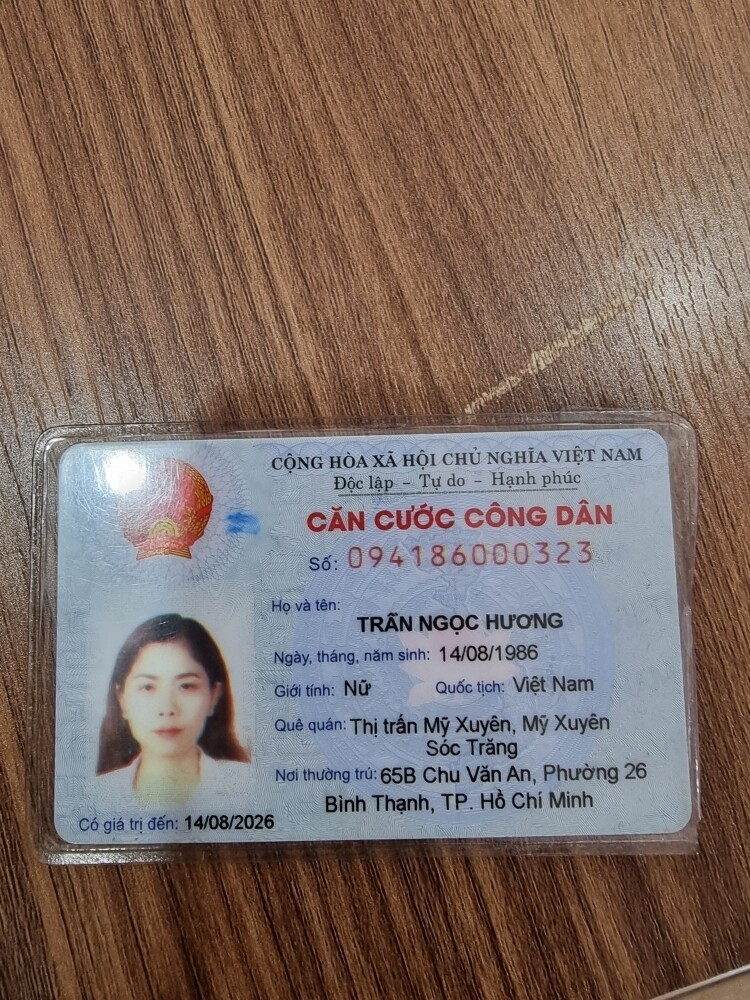 CỘNG HÒA XÃ HỘI CHỦ NGHĨA VIỆT NAM
Độc lập - Tự do - Hạnh phúc
CĂN CƯỚC CÔNG DÂN
Số: 094186000323
Họ và tên:
TRẦN NGỌC HƯƠNG
Ngày, tháng, năm sinh: 14/08/1986
Giới tính: Nữ Quốc tịch: Việt Nam
Quê quán: Thị trấn Mỹ Xuyên, Mỹ Xuyên
Sóc Trăng
Nơi thường trú: 65B Chu Văn An, Phường 26
Bình Thạnh, TP. Hồ Chí Minh
Có giá trị đến: 14/08/2026